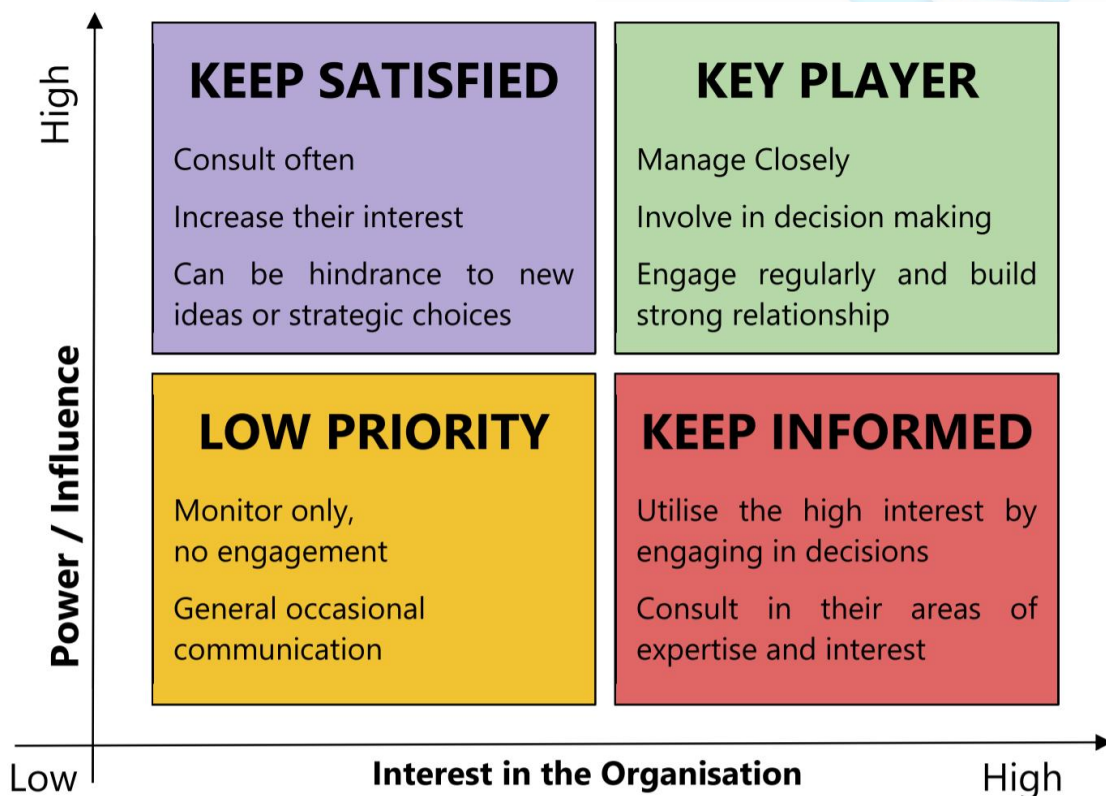 High
Power / Influence
KEEP SATISFIED
Consult often
Increase their interest
Can be hindrance to new
ideas or strategic choices
KEY PLAYER
Manage Closely
Involve in decision making
Engage regularly and build
strong relationship
LOW PRIORITY
Monitor only,
no engagement
General occasional
communication
KEEP INFORMED
Utilise the high interest by
engaging in decisions
Consult in their areas of
expertise and interest
Low
Interest in the Organisation
High